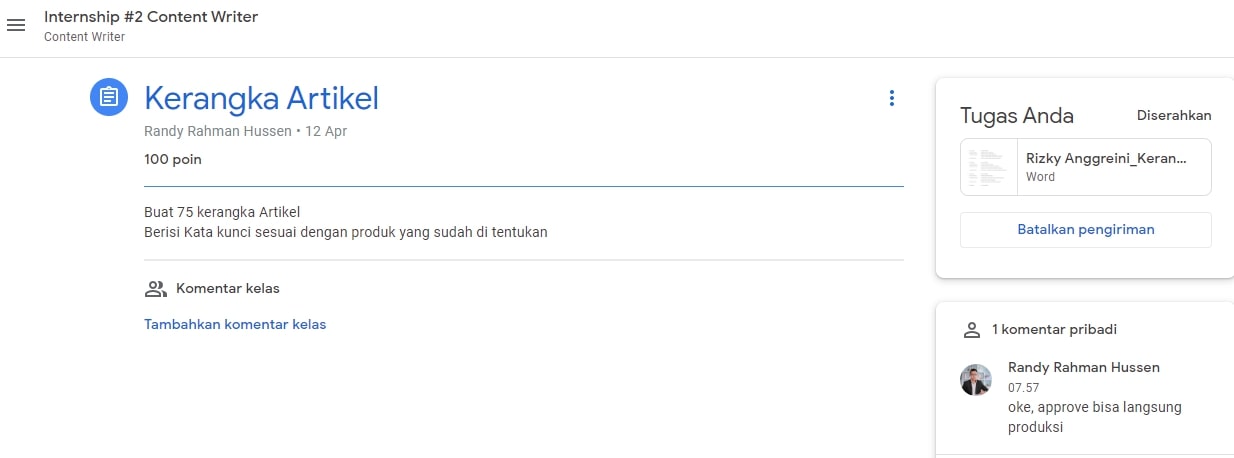 Internship #2 Content Writer
Content Writer
Kerangka Artikel
Randy Rahman Hussen • 12 Apr
100 poin
Buat 75 kerangka Artikel
Berisi Kata kunci sesuai dengan produk yang sudah di tentukan
Komentar kelas
Tambahkan komentar kelas
Tugas Anda
Diserahkan
Rizky Anggreini_Keran...
Word
Batalkan pengiriman
1 komentar pribadi
Randy Rahman Hussen
07.57
oke, approve bisa langsung
produksi